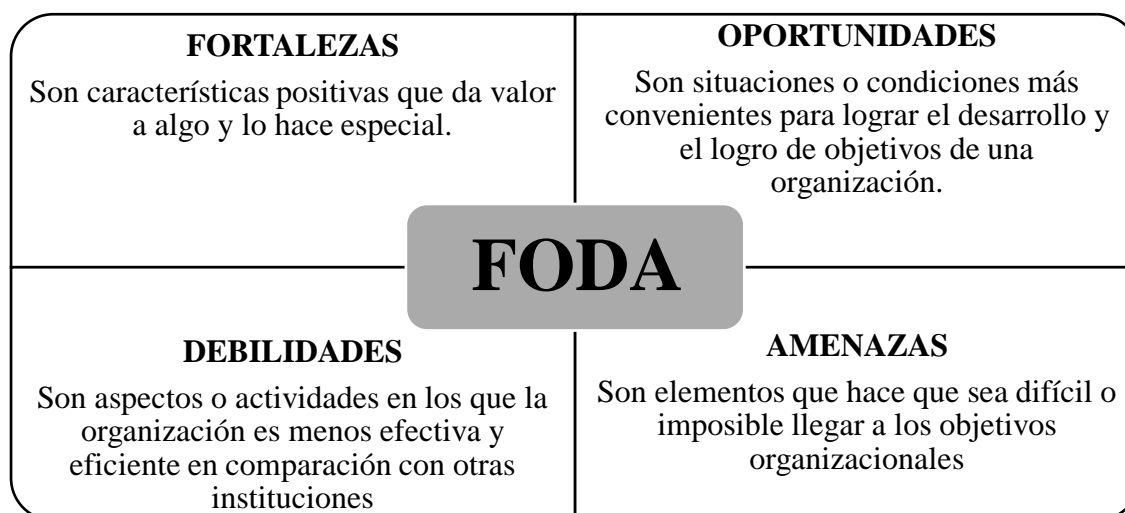 FORTALEZAS
Son características positivas que da valor
a algo y lo hace especial.
OPORTUNIDADES
Son situaciones o condiciones más
convenientes para lograr el desarrollo y
el logro de objetivos de una
organización.
FODA
DEBILIDADES
Son aspectos o actividades en los que la
organización es menos efectiva y
eficiente en comparación con otras
instituciones
AMENAZAS
Son elementos que hace que sea difícil o
imposible llegar a los objetivos
organizacionales